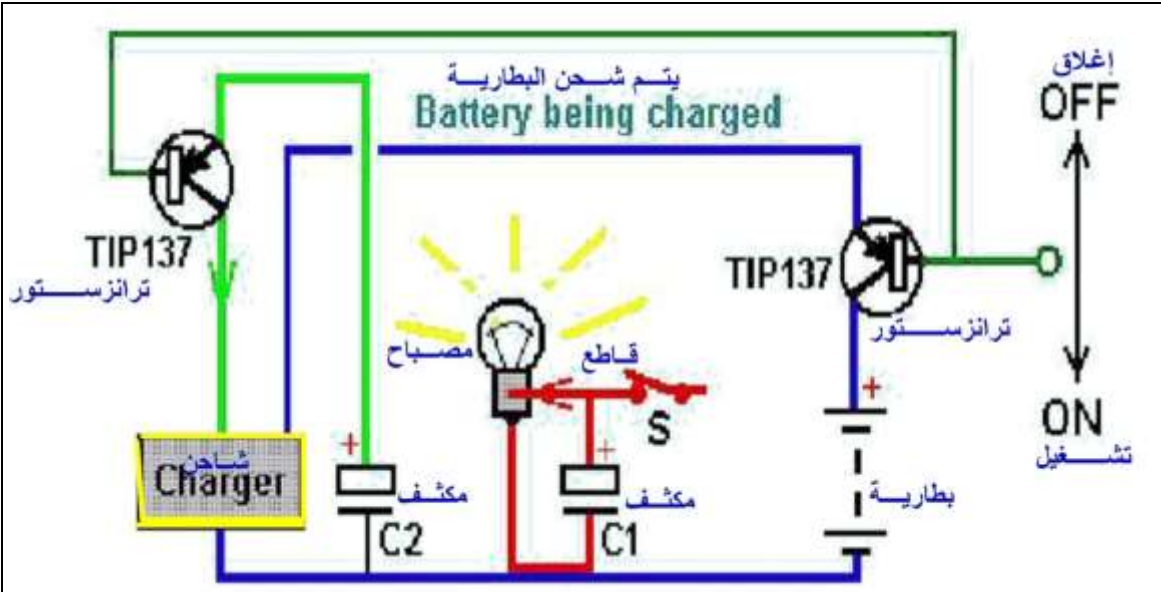 يتم شحن البطارية
Battery being charged
إغلاق
OFF
TIP137
ترانزستور
TIP137
ترانزستور
مصباح
قاطع
S
ON
تشغيل
+
شاحن
Charger
+
مكثف
C2
+
مكثف
C1
+
بطارية